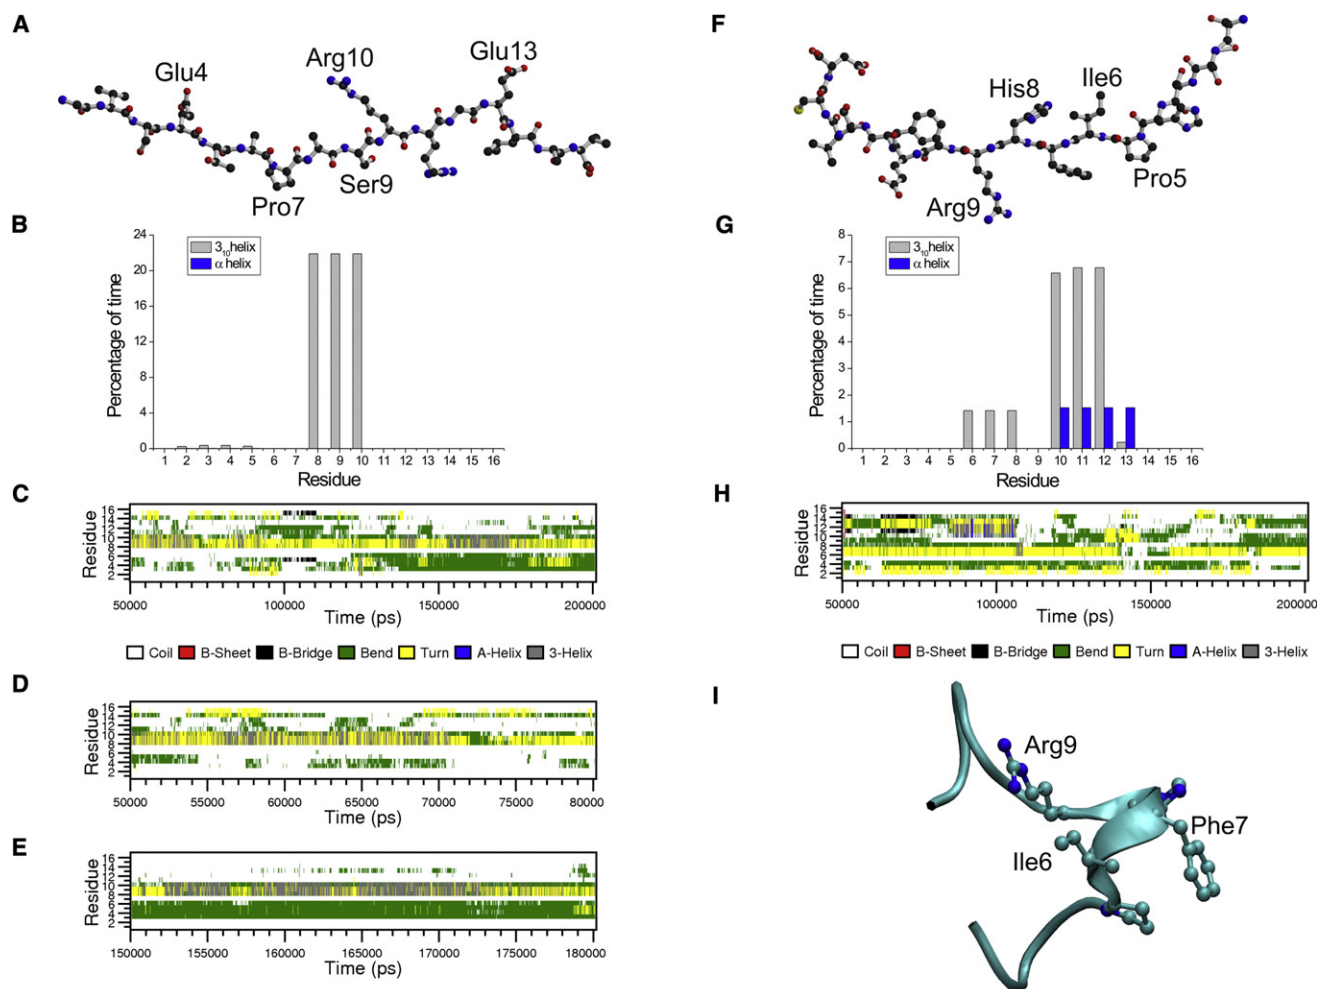 A
Glu4
Arg10
Glu13
Pro7
Ser9
B
Percentage of time
24
20
16
12
8
4
0
3₁₀helix
α helix
1 2 3 4 5 6 7 8 9 10 11 12 13 14 15 16
Residue
C
Residue
16
14
12
10
8
6
4
2
50000 100000 150000 200000
Time (ps)
Coil B-Sheet B-Bridge Bend Turn A-Helix 3-Helix
D
Residue
16
14
12
10
8
6
4
2
50000 55000 60000 65000 70000 75000 80000
Time (ps)
E
Residue
16
14
12
10
8
6
4
2
150000 155000 160000 165000 170000 175000 180000
Time (ps)
F
His8
Ile6
Arg9
Pro5
G
Percentage of time
8
7
6
5
4
3
2
1
0
3₁₀helix
α helix
1 2 3 4 5 6 7 8 9 10 11 12 13 14 15 16
Residue
H
Residue
16
14
12
10
8
6
4
2
50000 100000 150000 200000
Time (ps)
Coil B-Sheet B-Bridge Bend Turn A-Helix 3-Helix
I
Arg9
Phe7
Ile6